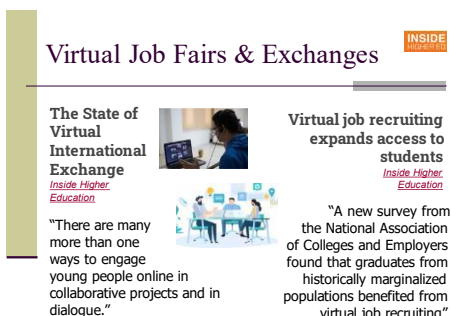 INSIDE
HIGHER ED
Virtual Job Fairs & Exchanges
The State of
Virtual
International
Exchange
Inside Higher
Education
“There are many
more than one
ways to engage
young people online in
collaborative projects and in
dialogue.”
Virtual job recruiting
expands access to
students
Inside Higher
Education
“A new survey from
the National Association
of Colleges and Employers
found that graduates from
historically marginalized
populations benefited from
virtual job recruiting”